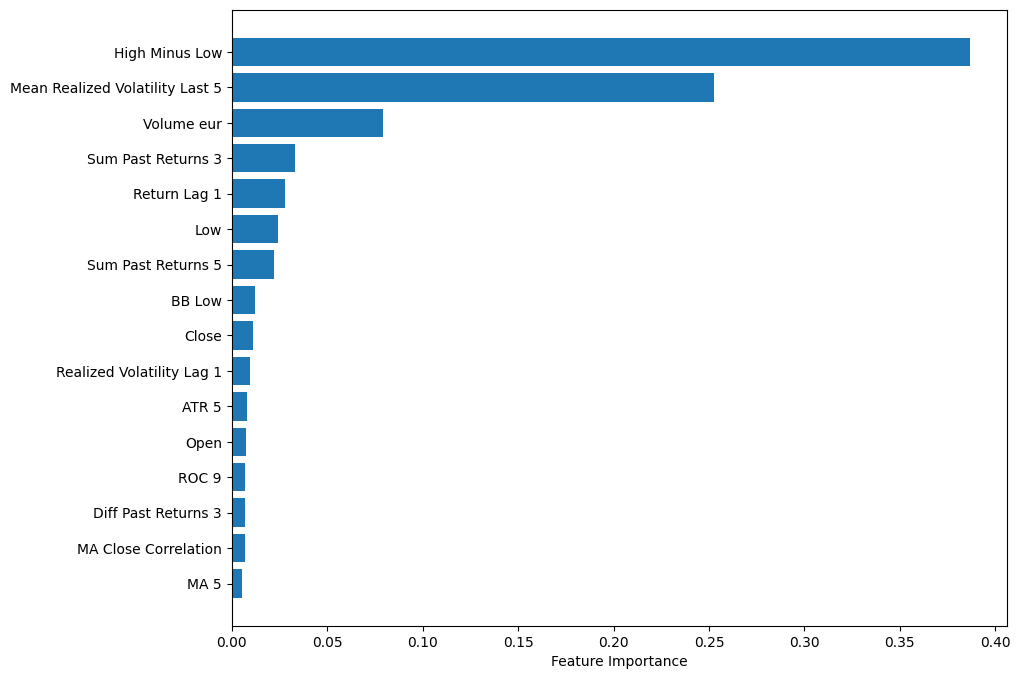 High Minus Low
Mean Realized Volatility Last 5
Volume eur
Sum Past Returns 3
Return Lag 1
Low
Sum Past Returns 5
BB Low
Close
Realized Volatility Lag 1
ATR 5
Open
ROC 9
Diff Past Returns 3
MA Close Correlation
MA 5
0.00 0.05 0.10 0.15 0.20 0.25 0.30 0.35 0.40
Feature Importance